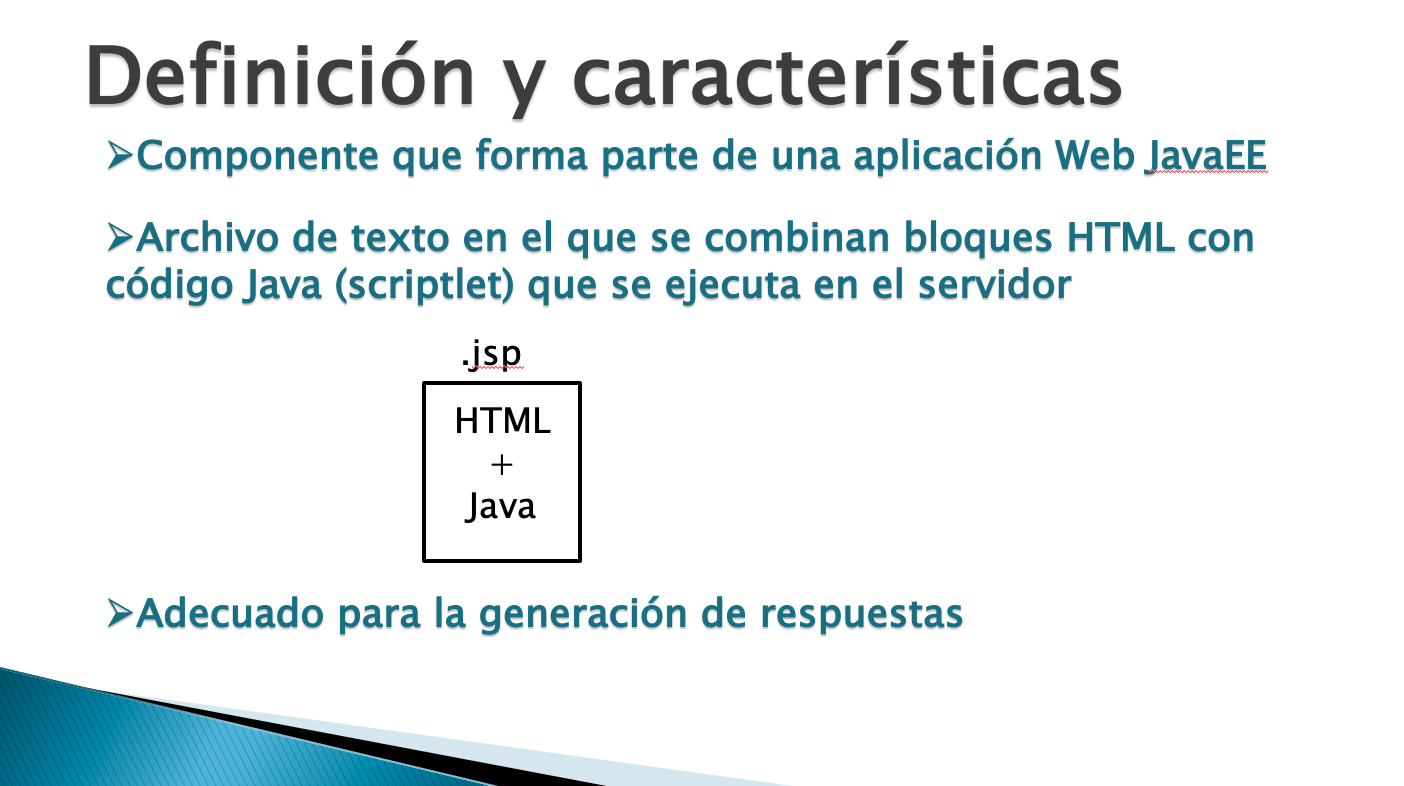 Definición y características
➢Componente que forma parte de una aplicación Web JavaEE
➢Archivo de texto en el que se combinan bloques HTML con
código Java (scriptlet) que se ejecuta en el servidor
.jsp
HTML
+
Java
➢Adecuado para la generación de respuestas